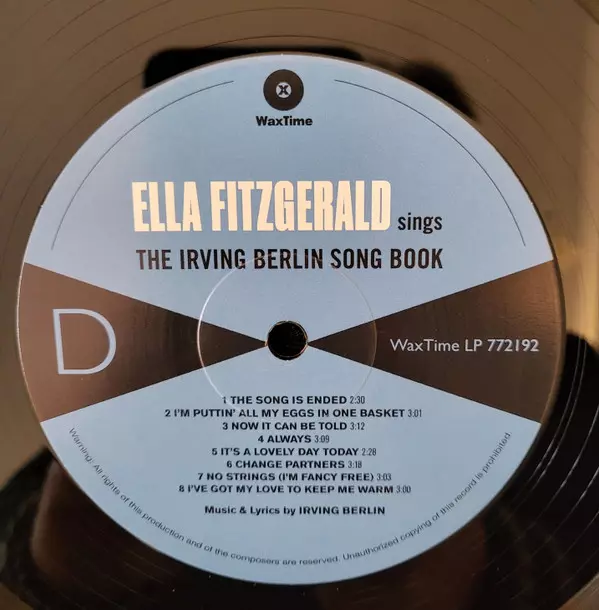 WaxTime
ELLA FITZGERALD sings
THE IRVING BERLIN SONG BOOK
D
WaxTime LP 772192
1 THE SONG IS ENDED 2:30
2 I'M PUTTIN' ALL MY EGGS IN ONE BASKET 3:01
3 NOW IT CAN BE TOLD 3:12
4 ALWAYS 3:09
5 IT'S A LOVELY DAY TODAY 2:28
6 CHANGE PARTNERS 3:18
7 NO STRINGS (I'M FANCY FREE) 3:03
8 I'VE GOT MY LOVE TO KEEP ME WARM 3:00
Music & Lyrics by IRVING BERLIN
Warning: All rights of this production and of the composers are reserved. Unauthorized copying of this record is prohibited.